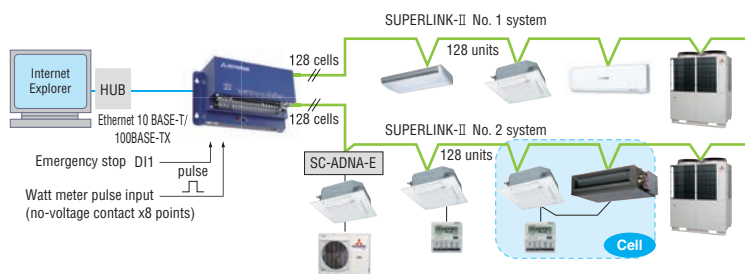 SUPERLINK-Ⅱ No. 1 system
128 cells
128 units
Internet
Explorer
HUB
Ethernet 10 BASE-T/
100BASE-TX
128 cells
SUPERLINK-Ⅱ No. 2 system
128 units
SC-ADNA-E
Emergency stop DI1
pulse
Watt meter pulse input
(no-voltage contact x8 points)
Cell